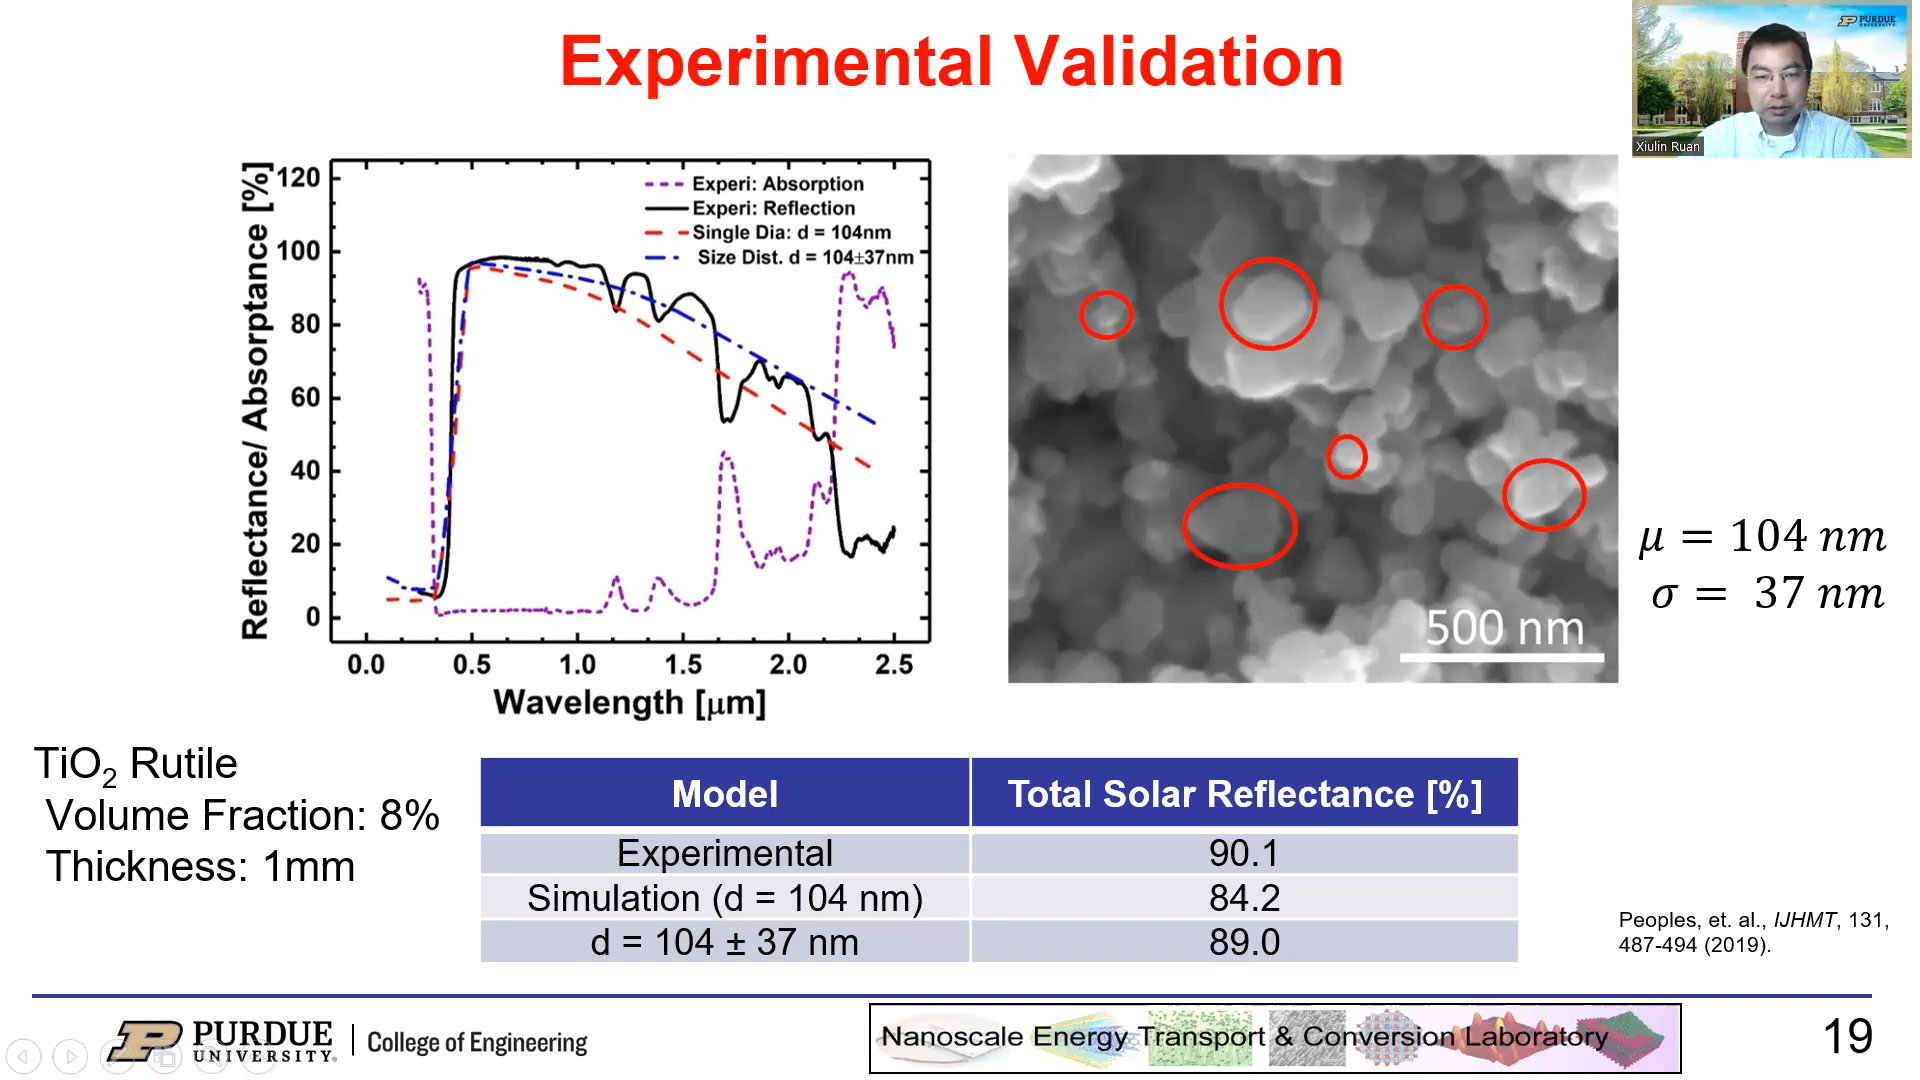 Experimental Validation
PURDUE
UNIVERSITY
Xiulin Ruan
Reflectance/ Absorptance [%]
120
100
80
60
40
20
0
Experi: Absorption
Experi: Reflection
Single Dia: d = 104nm
Size Dist. d = 104±37nm
0.0 0.5 1.0 1.5 2.0 2.5
Wavelength [μm]
500 nm
μ = 104 nm
σ = 37 nm
TiO₂ Rutile
Volume Fraction: 8%
Thickness: 1mm
Model Total Solar Reflectance [%]
Experimental 90.1
Simulation (d = 104 nm) 84.2
d = 104 ± 37 nm 89.0
Peoples, et. al., IJHMT, 131,
487-494 (2019).
PURDUE
UNIVERSITY®
College of Engineering
Nanoscale Energy Transport & Conversion Laboratory
19